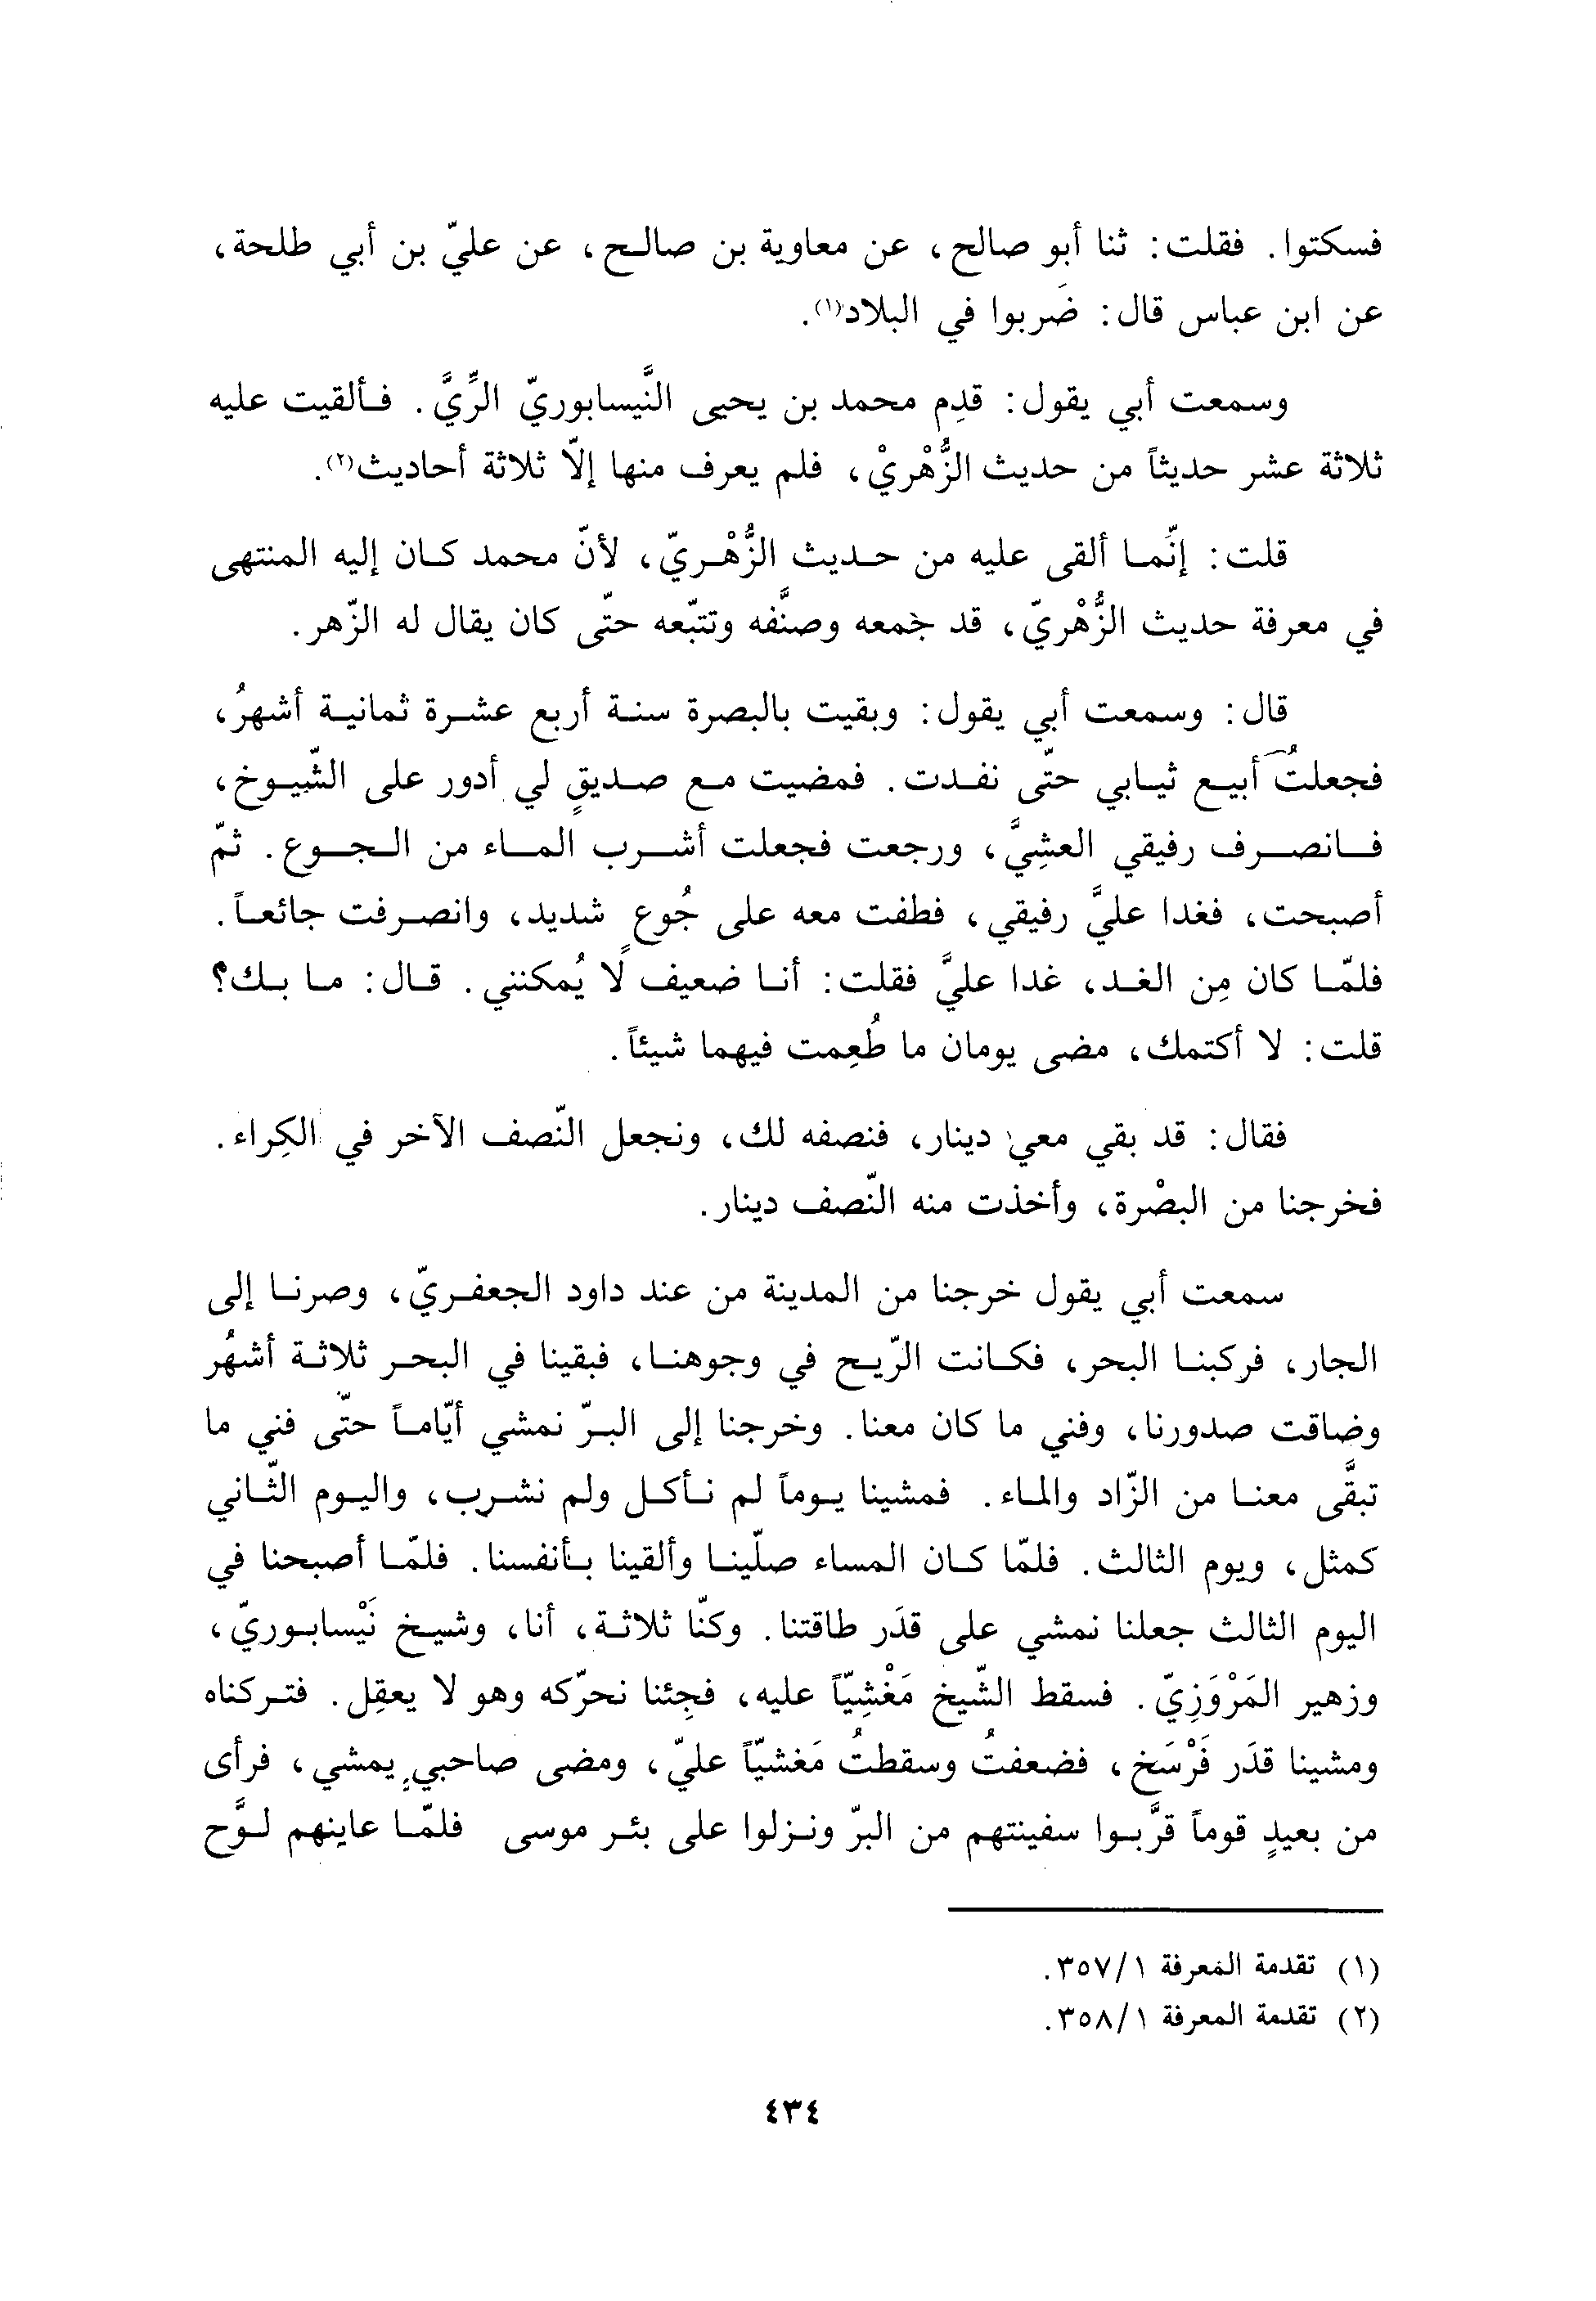 فسكتوا. فقلت: ثنا أبو صالح، عن معاوية بن صالح، عن عليّ بن أبي طلحة،
عن ابن عباس قال: ضَربوا في البلاد(١).
وسمعت أبي يقول: قدِم محمد بن يحيى النَّيسابوريّ الرِّيَّ. فألقيت عليه
ثلاثة عشر حديثاً من حديث الزُّهْريْ، فلم يعرف منها إلّا ثلاثة أحاديث(٢).
قلت: إنّما ألقى عليه من حديث الزُّهْريّ، لأنّ محمد كان إليه المنتهى
في معرفة حديث الزُّهْريّ، قد جمعه وصنَّفه وتتبّعه حتّى كان يقال له الزّهر.
قال: وسمعت أبي يقول: وبقيت بالبصرة سنة أربع عشرة ثمانية أشهرُ،
فجعلتُ أبيع ثيابي حتّى نفدت. فمضيت مع صديقٍ لي أدور على الشّيوخ،
فانصرف رفيقي العشِيَّ، ورجعت فجعلت أشرب الماء من الجوع. ثمّ
أصبحت، فغدا عليَّ رفيقي، فطفت معه على جُوعٍ شديد، وانصرفت جائعاً.
فلمّا كان مِن الغد، غدا عليَّ فقلت: أنا ضعيف لا يُمكنني. قال: ما بك؟
قلت: لا أكتمك، مضى يومان ما طُعِمت فيهما شيئاً.
فقال: قد بقي معي دينار، فنصفه لك، ونجعل النّصف الآخر في الكِراء.
فخرجنا من البصْرة، وأخذت منه النّصف دينار.
سمعت أبي يقول خرجنا من المدينة من عند داود الجعفريّ، وصرنا إلى
الجار، فركبنا البحر، فكانت الرّيح في وجوهنا، فبقينا في البحر ثلاثة أشهُر
وضاقت صدورنا، وفني ما كان معنا. وخرجنا إلى البرّ نمشي أيّاماً حتّى فني ما
تبقَّى معنا من الزّاد والماء. فمشينا يوماً لم نأكل ولم نشرب، واليوم الثّاني
كمثل، ويوم الثالث. فلمّا كان المساء صلّينا وألقينا بأنفسنا. فلمّا أصبحنا في
اليوم الثالث جعلنا نمشي على قدَر طاقتنا. وكنّا ثلاثة، أنا، وشيخ نَيْسابوريّ،
وزهير المَرْوَزِيّ. فسقط الشّيخ مَغْشِيّاً عليه، فجِئنا نحرّكه وهو لا يعقِل. فتركناه
ومشينا قدَر فَرْسَخ، فضعفتُ وسقطتُ مَغشيّاً عليّ، ومضى صاحبي يمشي، فرأى
من بعيدٍ قوماً قرَّبوا سفينتهم من البرّ ونزلوا على بئر موسى فلمّا عاينهم لوَّح
(١) تقدمة المعرفة ٣٥٧/١.
(٢) تقدمة المعرفة ٣٥٨/١.
٤٣٤